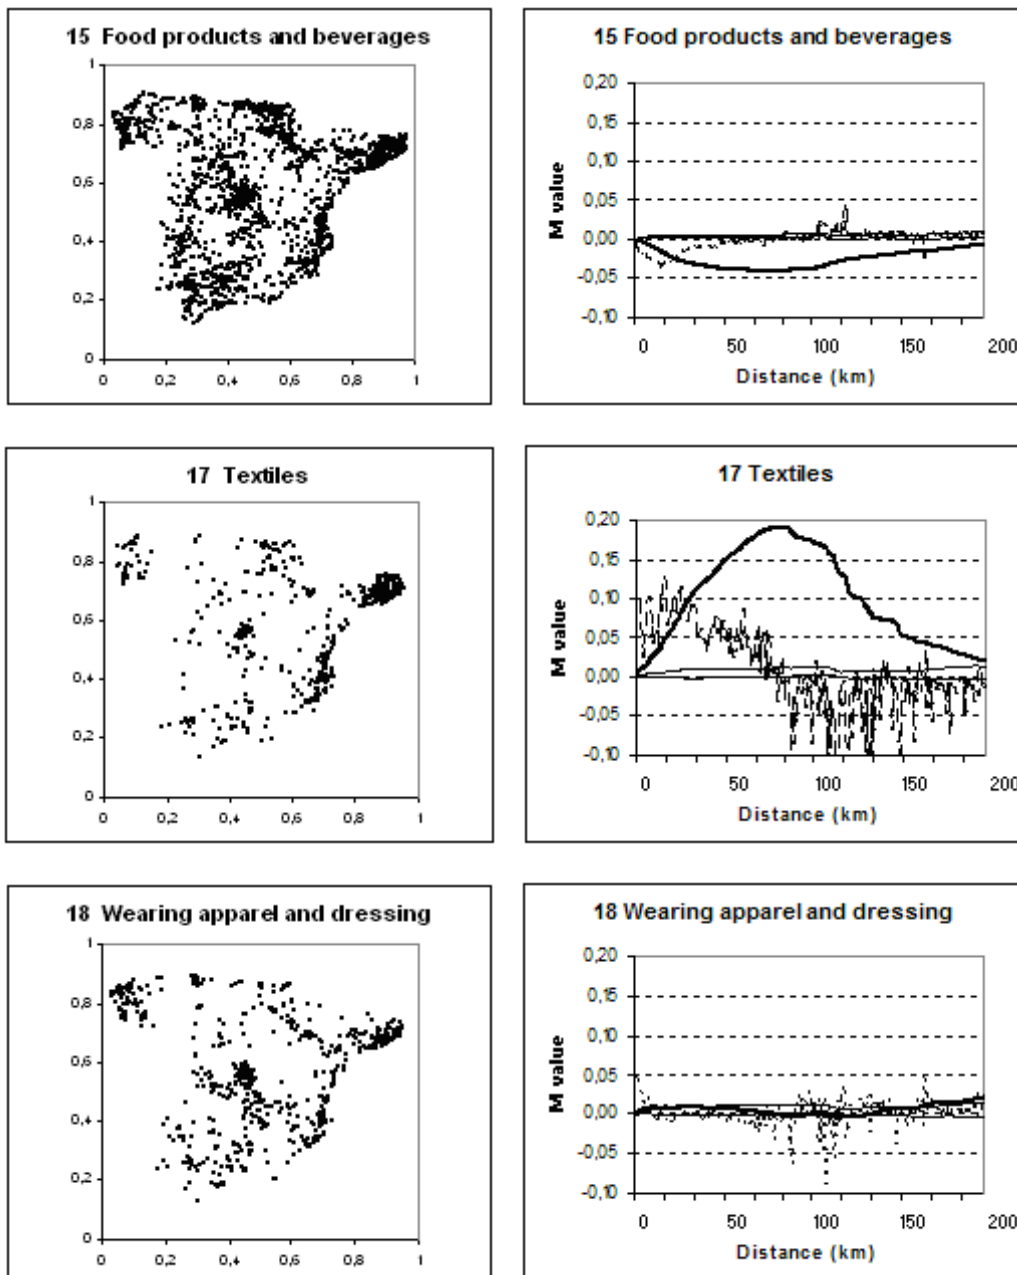 15 Food products and beverages
1
0,8
0,6
0,4
0,2
0
0 0,2 0,4 0,6 0,8 1
15 Food products and beverages
M value
0,20
0,15
0,10
0,05
0,00
-0,05
-0,10
0 50 100 150 200
Distance (km)
17 Textiles
1
0,8
0,6
0,4
0,2
0
0 0,2 0,4 0,6 0,8 1
17 Textiles
M value
0,20
0,15
0,10
0,05
0,00
-0,05
-0,10
0 50 100 150 200
Distance (km)
18 Wearing apparel and dressing
1
0,8
0,6
0,4
0,2
0
0 0,2 0,4 0,6 0,8 1
18 Wearing apparel and dressing
M value
0,20
0,15
0,10
0,05
0,00
-0,05
-0,10
0 50 100 150 200
Distance (km)